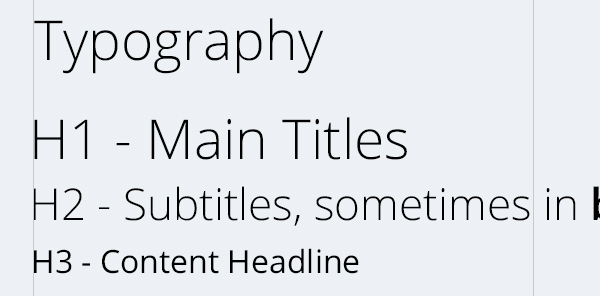 Typography
H1 - Main Titles
H2 - Subtitles, sometimes in
H3 - Content Headline